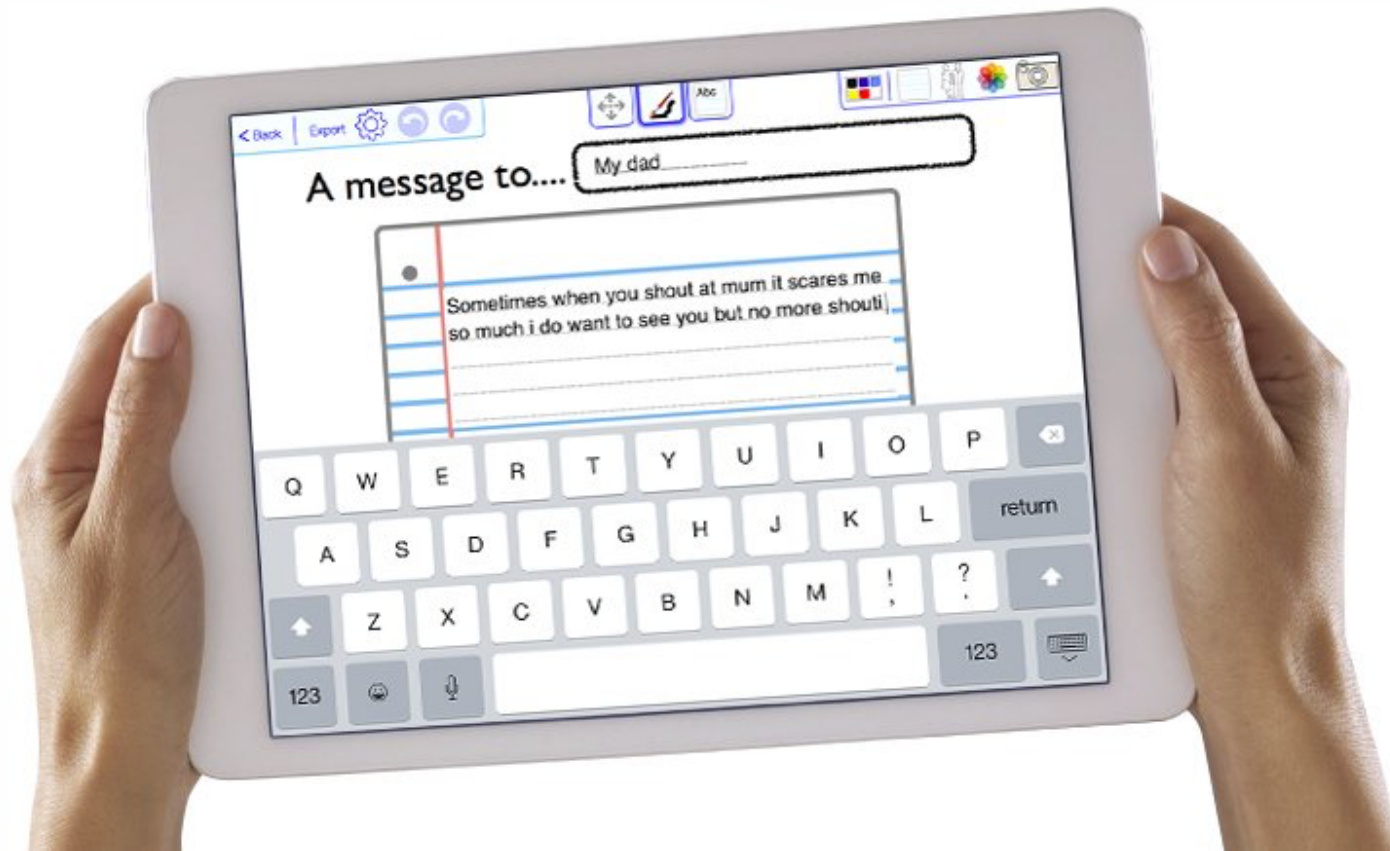 < Back Export Abc
A message to.... My dad
Sometimes when you shout at mum it scares me
so much i do want to see you but no more shouti
Q W E R T Y U I O P
A S D F G H J K L return
Z X C V B N M ! , ? .
123 123